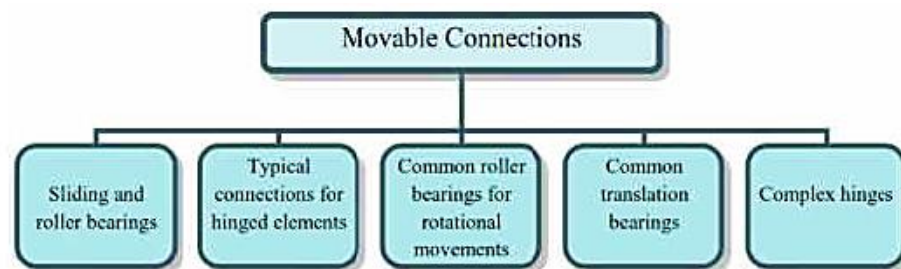 Movable Connections
Sliding and
roller bearings
Typical
connections for
hinged elements
Common roller
bearings for
rotational
movements
Common
translation
bearings
Complex hinges